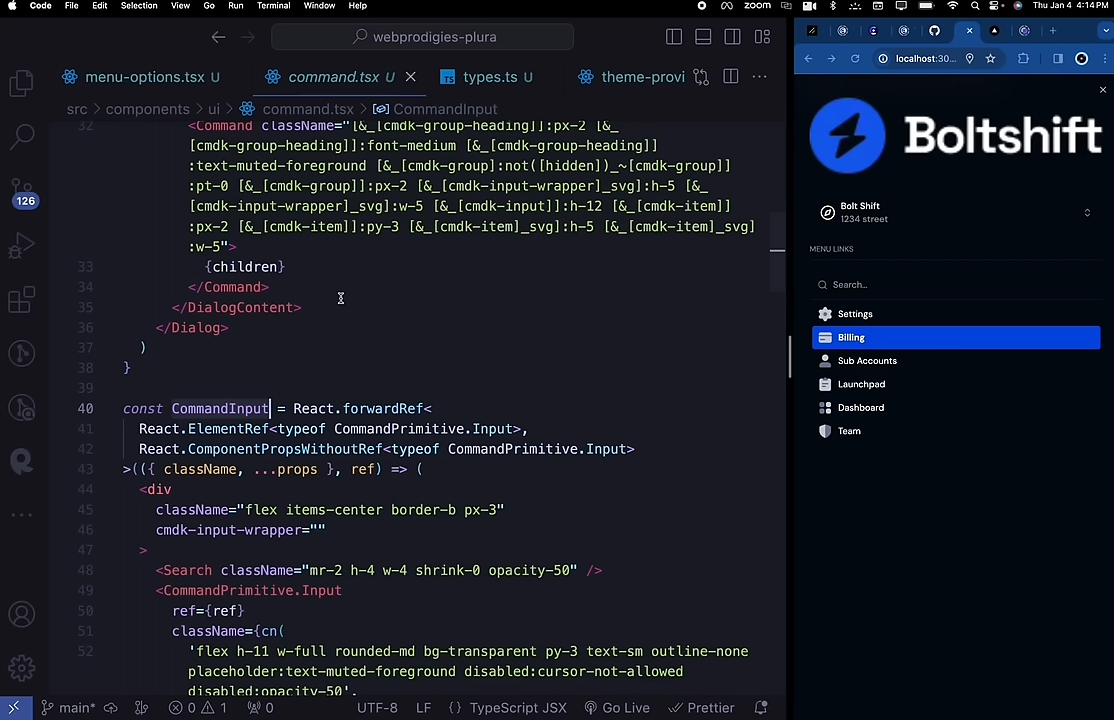 Code File Edit Selection View Go Run Terminal Window Help zoom Thu Jan 4 4:14 PM
webprodigies-plura
localhost:30...
menu-options.tsx U command.tsx U TS types.ts U theme-provi
src > components > ui > command.tsx > CommandInput
126
32 <Command className="[&_[cmdk-group-heading]]:px-2 [&_
[cmdk-group-heading]]:font-medium [&_[cmdk-group-heading]]
:text-muted-foreground [&_[cmdk-group]:not([hidden])_~[cmdk-group]]
:pt-0 [&_[cmdk-group]]:px-2 [&_[cmdk-input-wrapper]_svg]:h-5 [&_
[cmdk-input-wrapper]_svg]:w-5 [&_[cmdk-input]]:h-12 [&_[cmdk-item]]
:px-2 [&_[cmdk-item]]:py-3 [&_[cmdk-item]_svg]:h-5 [&_[cmdk-item]_svg]
:w-5">
33 {children}
34 </Command>
35 </DialogContent>
36 </Dialog>
37 )
38 }
39
40 const CommandInput = React.forwardRef<
41 React.ElementRef<typeof CommandPrimitive.Input>,
42 React.ComponentPropsWithoutRef<typeof CommandPrimitive.Input>
43 >(({ className, ...props }, ref) => (
44 <div
45 className="flex items-center border-b px-3"
46 cmdk-input-wrapper=""
47 >
48 <Search className="mr-2 h-4 w-4 shrink-0 opacity-50" />
49 <CommandPrimitive.Input
50 ref={ref}
51 className={cn(
52 'flex h-11 w-full rounded-md bg-transparent py-3 text-sm outline-none
placeholder:text-muted-foreground disabled:cursor-not-allowed
disabled:opacity-50',
main* 0 1 0 UTF-8 LF {} TypeScript JSX Go Live Prettier
Boltshift
Bolt Shift
1234 street
MENU LINKS
Search...
Settings
Billing
Sub Accounts
Launchpad
Dashboard
Team